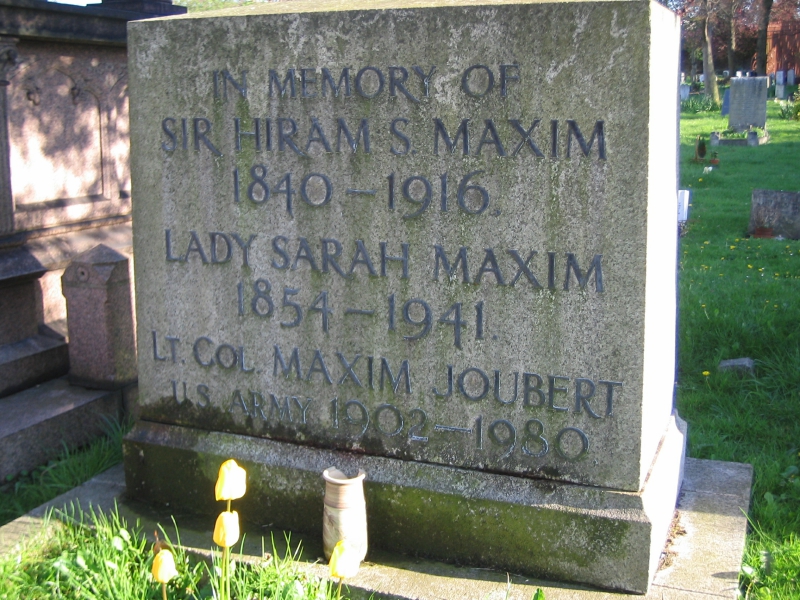 IN MEMORY OF
SIR HIRAM S. MAXIM
1840 – 1916.
LADY SARAH MAXIM
1854 – 1941.
LT. COL. MAXIM JOUBERT
U.S. ARMY 1902 – 1980